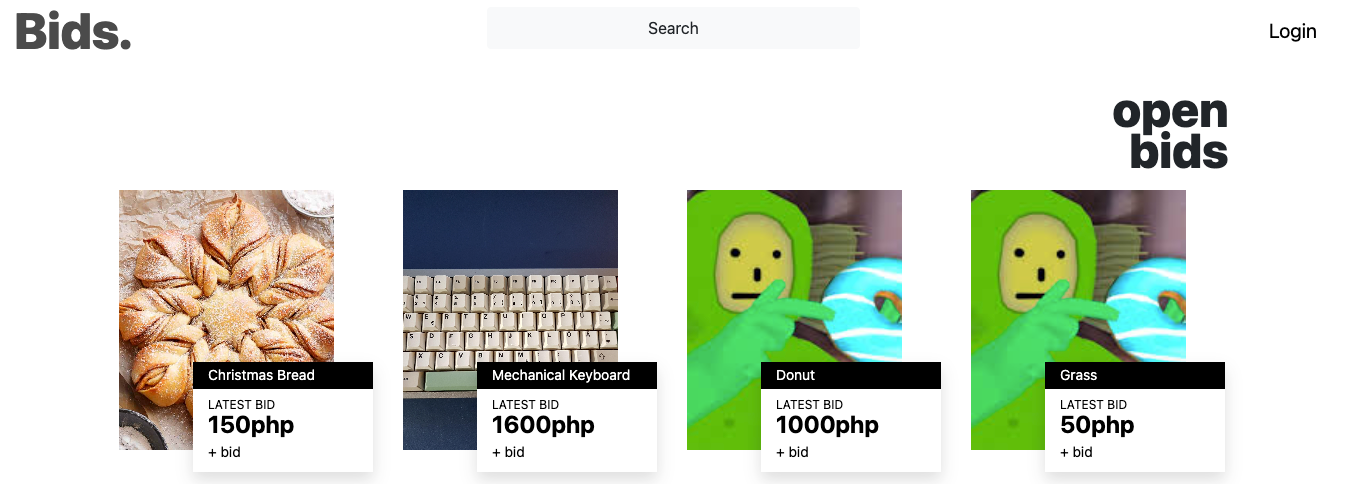 Bids.
Search
Login
open
bids
Christmas Bread
LATEST BID
150php
+ bid
Mechanical Keyboard
LATEST BID
1600php
+ bid
Donut
LATEST BID
1000php
+ bid
Grass
LATEST BID
50php
+ bid